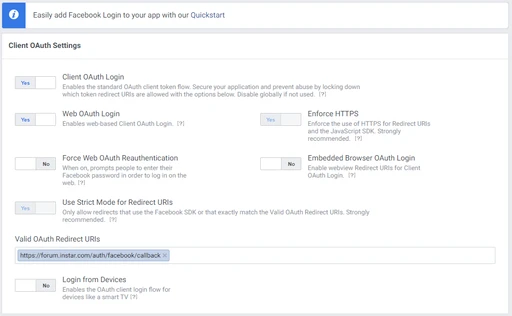 Easily add Facebook Login to your app with our Quickstart
Client OAuth Settings
Yes
Client OAuth Login
Enables the standard OAuth client token flow. Secure your application and prevent abuse by locking down
which token redirect URIs are allowed with the options below. Disable globally if not used. [?]
Yes
Web OAuth Login
Enables web-based Client OAuth Login. [?]
Yes
Enforce HTTPS
Enforce the use of HTTPS for Redirect URIs
and the JavaScript SDK. Strongly
recommended. [?]
No
Force Web OAuth Reauthentication
When on, prompts people to enter their
Facebook password in order to log in on the
web. [?]
No
Embedded Browser OAuth Login
Enable webview Redirect URIs for Client
OAuth Login. [?]
Yes
Use Strict Mode for Redirect URIs
Only allow redirects that use the Facebook SDK or that exactly match the Valid OAuth Redirect URIs. Strongly
recommended. [?]
Valid OAuth Redirect URIs
https://forum.instar.com/auth/facebook/callback ×
No
Login from Devices
Enables the OAuth client login flow for
devices like a smart TV [?]